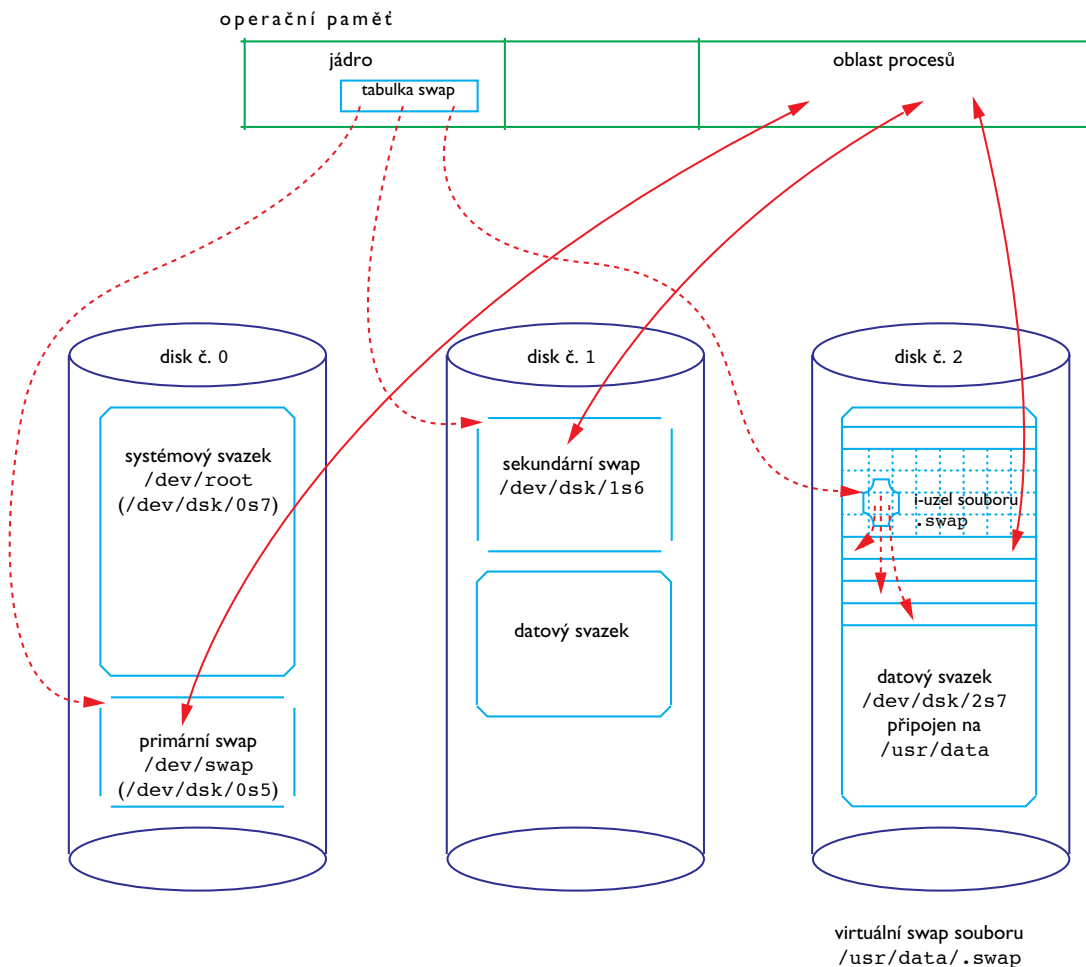 operační paměť
jádro
oblast procesů
tabulka swap
disk č. 0
disk č. 1
disk č. 2
systémový svazek
/dev/root
(/dev/dsk/0s7)
sekundární swap
/dev/dsk/1s6
i-uzel souboru
.swap
datový svazek
primární swap
/dev/swap
(/dev/dsk/0s5)
datový svazek
/dev/dsk/2s7
připojen na
/usr/data
virtuální swap souboru
/usr/data/.swap